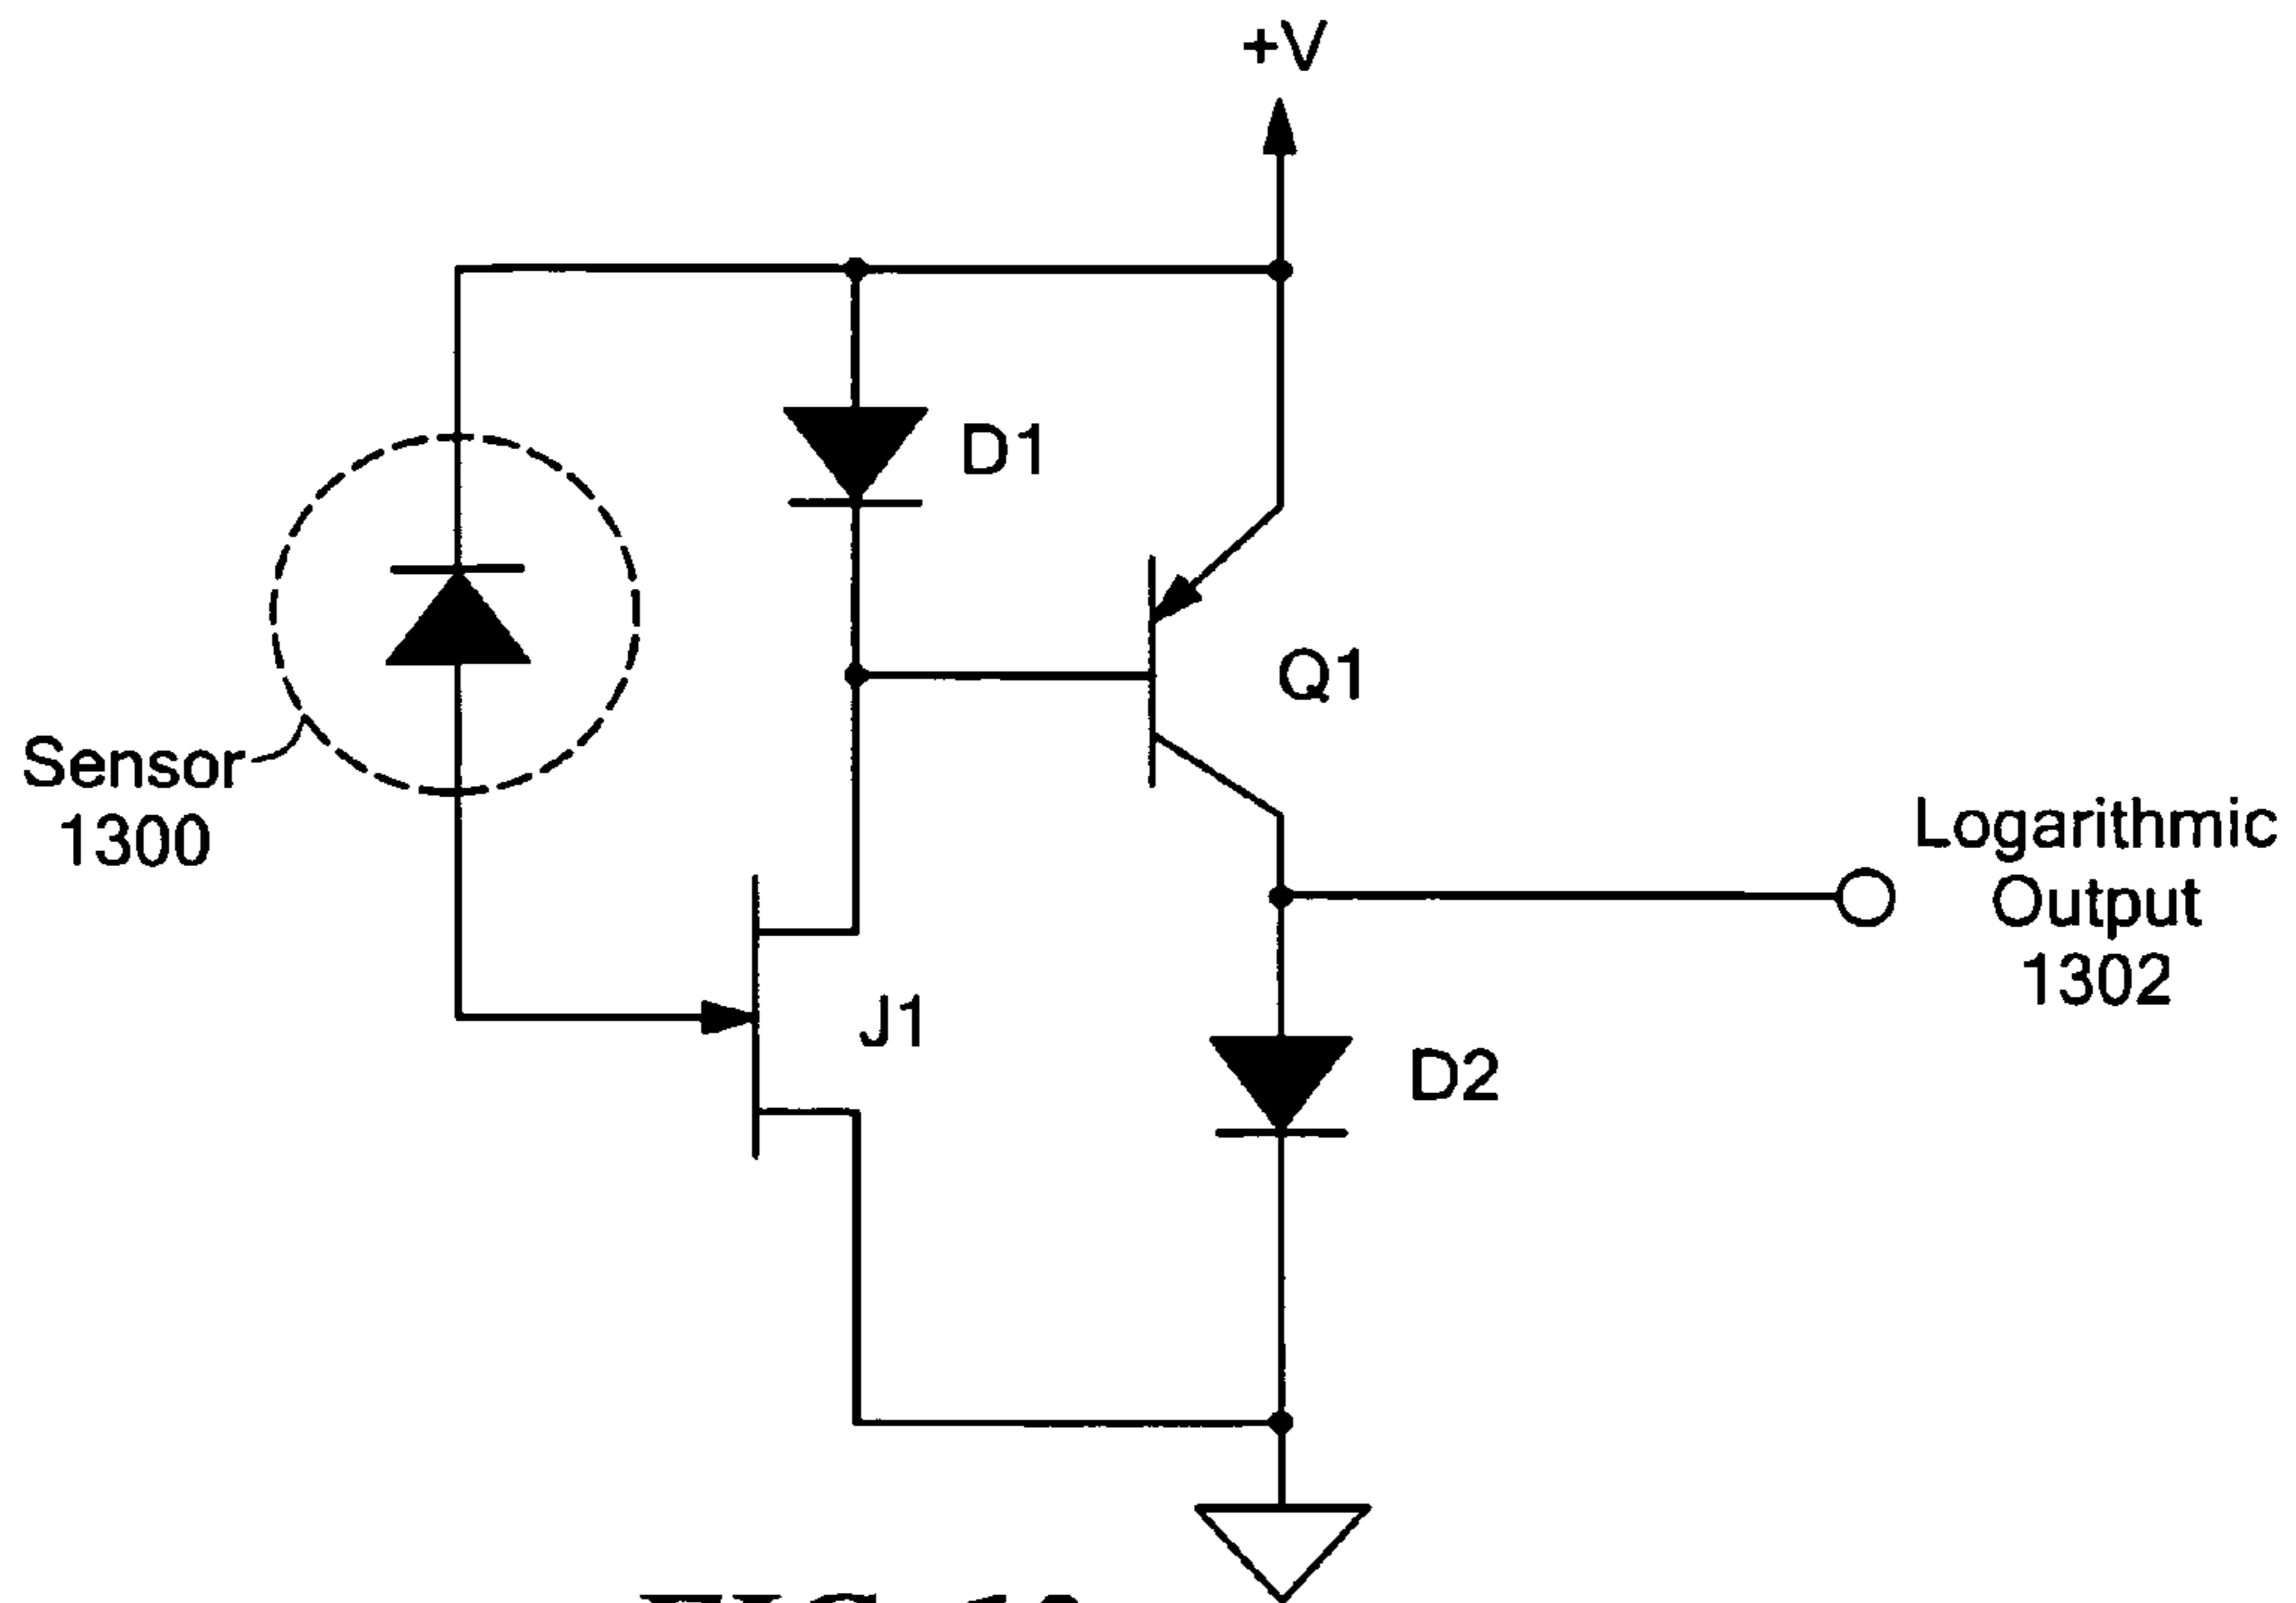 +V
D1
Q1
Sensor
1300
Logarithmic
Output
1302
J1
D2